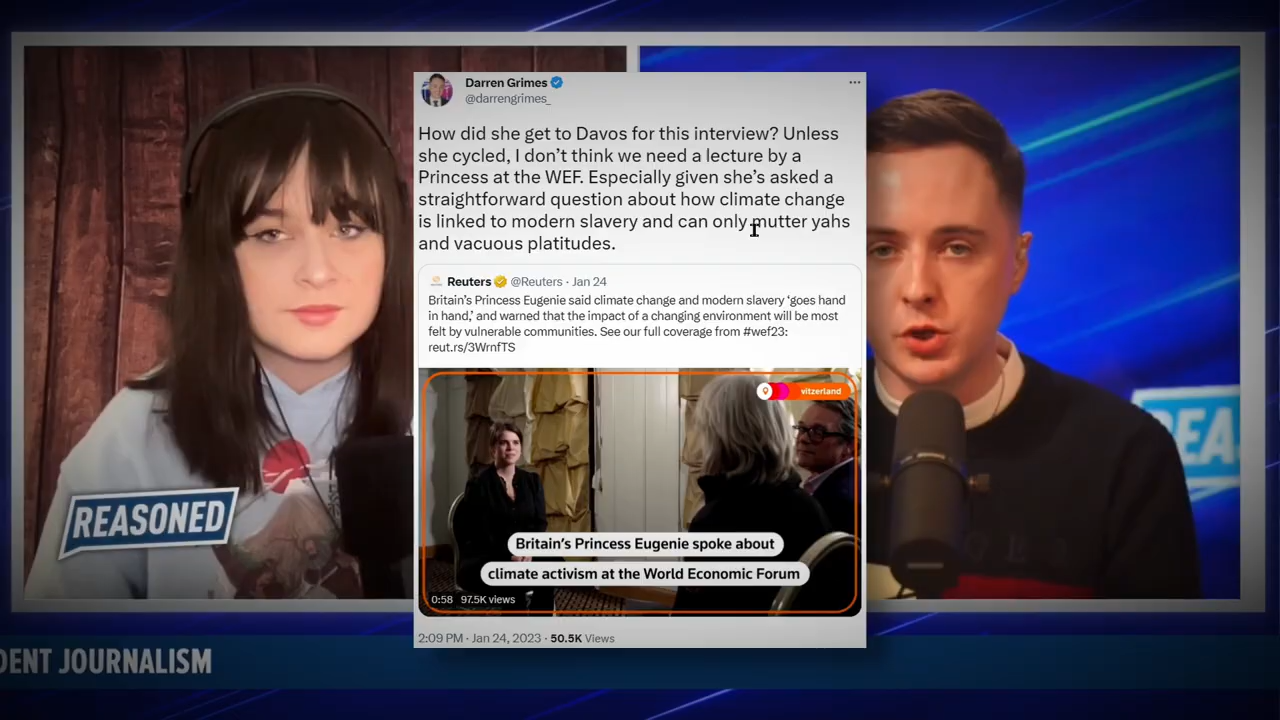 Darren Grimes
@darrengrimes_
How did she get to Davos for this interview? Unless
she cycled, I don't think we need a lecture by a
Princess at the WEF. Especially given she's asked a
straightforward question about how climate change
is linked to modern slavery and can only mutter yahs
and vacuous platitudes.
Reuters @Reuters · Jan 24
Britain's Princess Eugenie said climate change and modern slavery 'goes hand
in hand,' and warned that the impact of a changing environment will be most
felt by vulnerable communities. See our full coverage from #wef23:
reut.rs/3WrnfTS
vitzerland
Britain's Princess Eugenie spoke about
climate activism at the World Economic Forum
0:58 97.5K views
2:09 PM · Jan 24, 2023 · 50.5K Views
REASONED
REA
DENT JOURNALISM